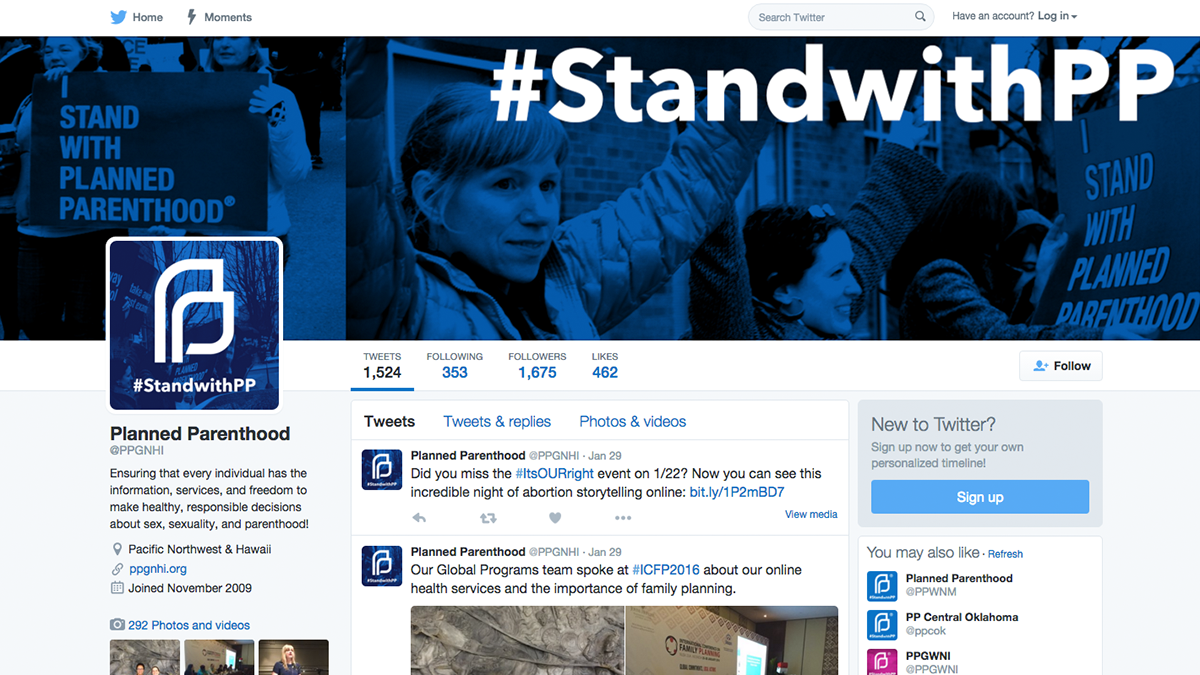 Home
Moments
Search Twitter
Have an account? Log in
#StandwithPP
I
STAND
WITH
PLANNED
PARENTHOOD®
I
STAND
WITH
PLANNED
PARENTHOOD
#StandwithPP
TWEETS
1,524
FOLLOWING
353
FOLLOWERS
1,675
LIKES
462
Follow
Planned Parenthood
@PPGNHI
Ensuring that every individual has the
information, services, and freedom to
make healthy, responsible decisions
about sex, sexuality, and parenthood!
Pacific Northwest & Hawaii
ppgnhi.org
Joined November 2009
292 Photos and videos
Tweets
Tweets & replies
Photos & videos
Planned Parenthood @PPGNHI · Jan 29
Did you miss the #ItsOURright event on 1/22? Now you can see this
incredible night of abortion storytelling online: bit.ly/1P2mBD7
View media
Planned Parenthood @PPGNHI · Jan 29
Our Global Programs team spoke at #ICFP2016 about our online
health services and the importance of family planning.
INTERNATIONAL CONFERENCE ON
FAMILY PLANNING
New to Twitter?
Sign up now to get your own
personalized timeline!
Sign up
You may also like · Refresh
Planned Parenthood
@PPWNM
PP Central Oklahoma
@ppcok
PPGWNI
@PPGWNI